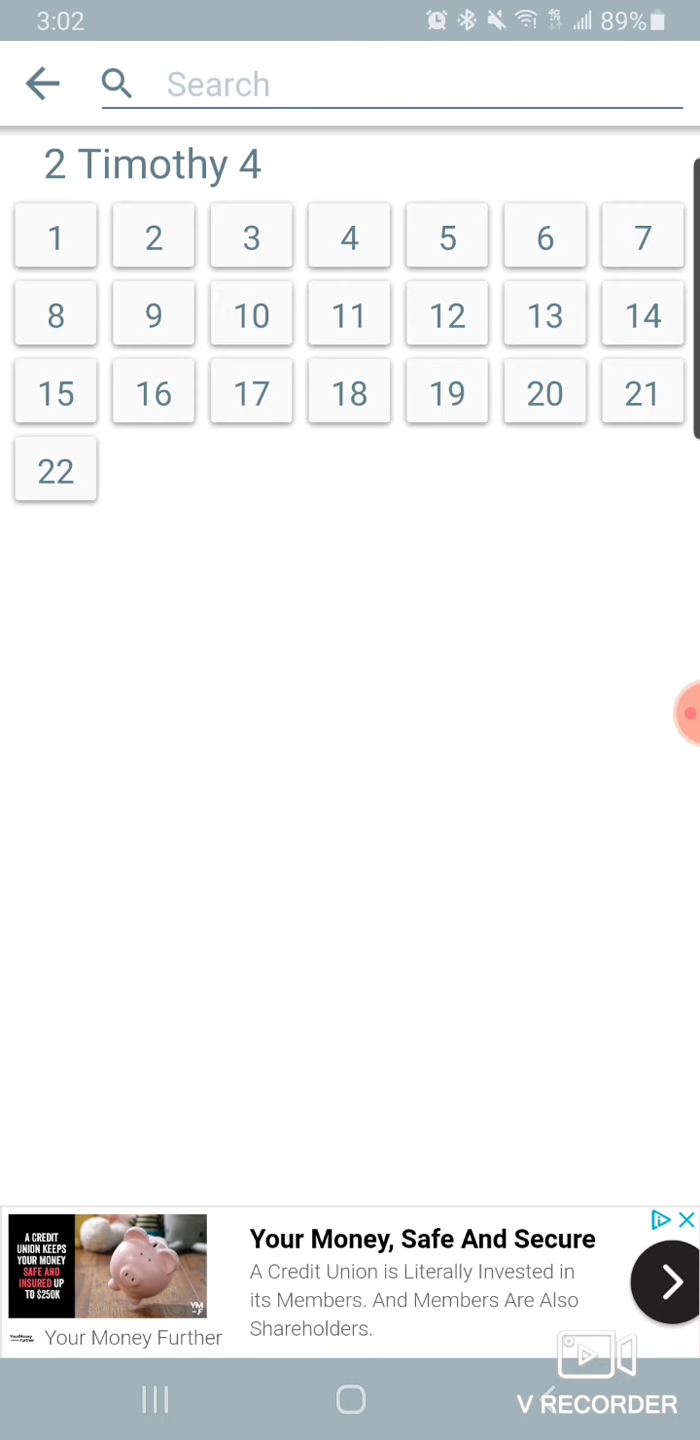 3:02
89%
Search
2 Timothy 4
1 2 3 4 5 6 7
8 9 10 11 12 13 14
15 16 17 18 19 20 21
22
A CREDIT
UNION KEEPS
YOUR MONEY
SAFE AND
INSURED UP
TO $250K
YM
Your Money Further
Your Money, Safe And Secure
A Credit Union is Literally Invested in
its Members. And Members Are Also
Shareholders.
V RECORDER